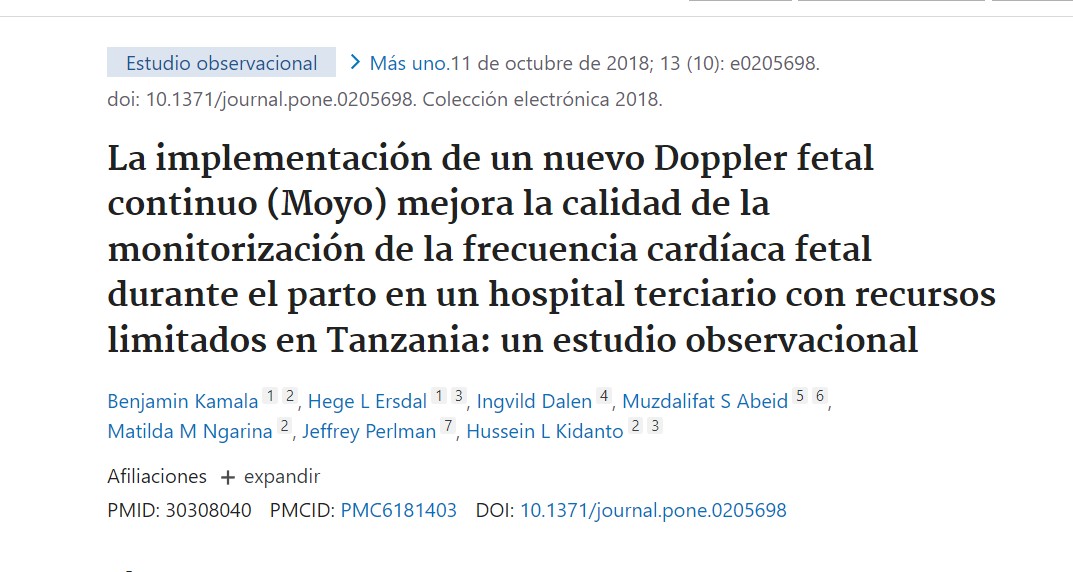 Estudio observacional > Más uno.11 de octubre de 2018; 13 (10): e0205698.
doi: 10.1371/journal.pone.0205698. Colección electrónica 2018.
La implementación de un nuevo Doppler fetal
continuo (Moyo) mejora la calidad de la
monitorización de la frecuencia cardíaca fetal
durante el parto en un hospital terciario con recursos
limitados en Tanzania: un estudio observacional
Benjamin Kamala 1 2, Hege L Ersdal 1 3, Ingvild Dalen 4, Muzdalifat S Abeid 5 6,
Matilda M Ngarina 2, Jeffrey Perlman 7, Hussein L Kidanto 2 3
Afiliaciones + expandir
PMID: 30308040 PMCID: PMC6181403 DOI: 10.1371/journal.pone.0205698